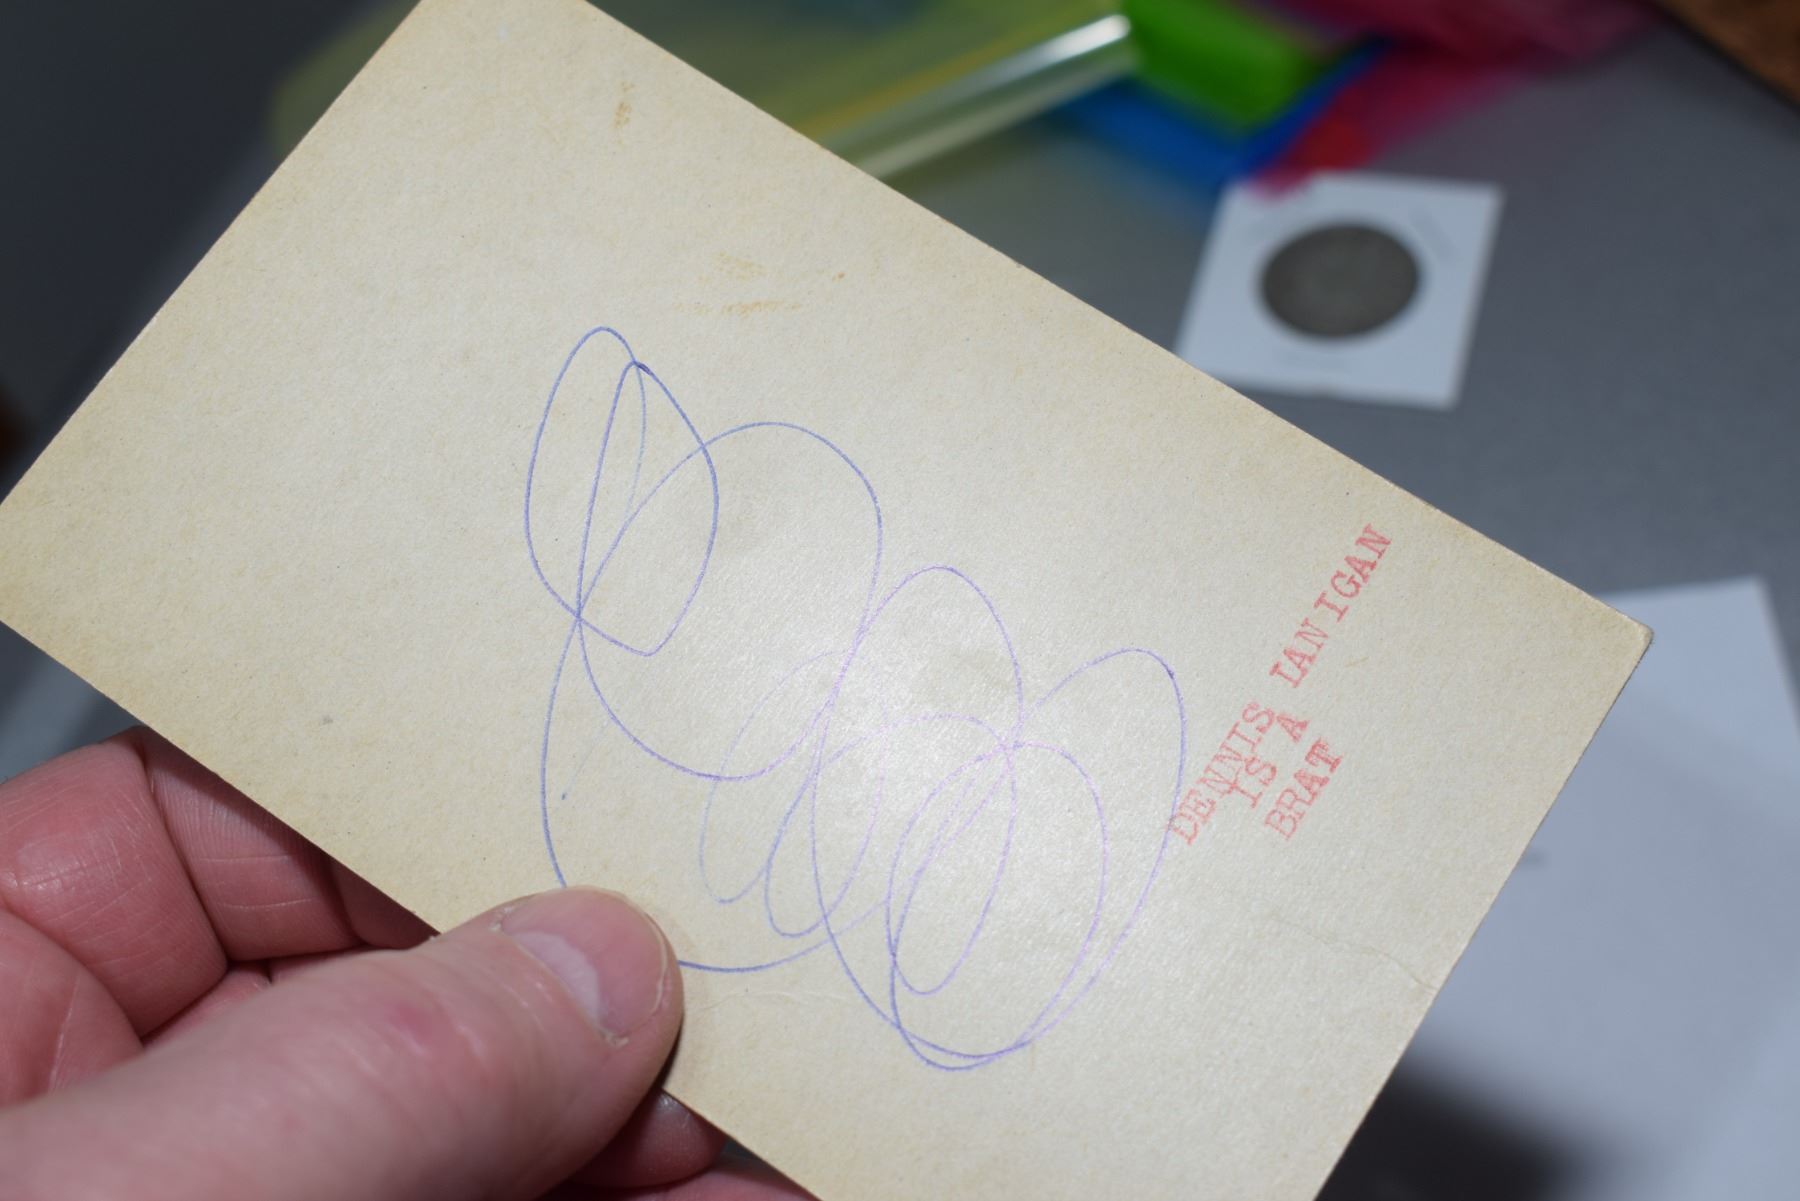 DENNIS LANIGAN
IS A
BRAT